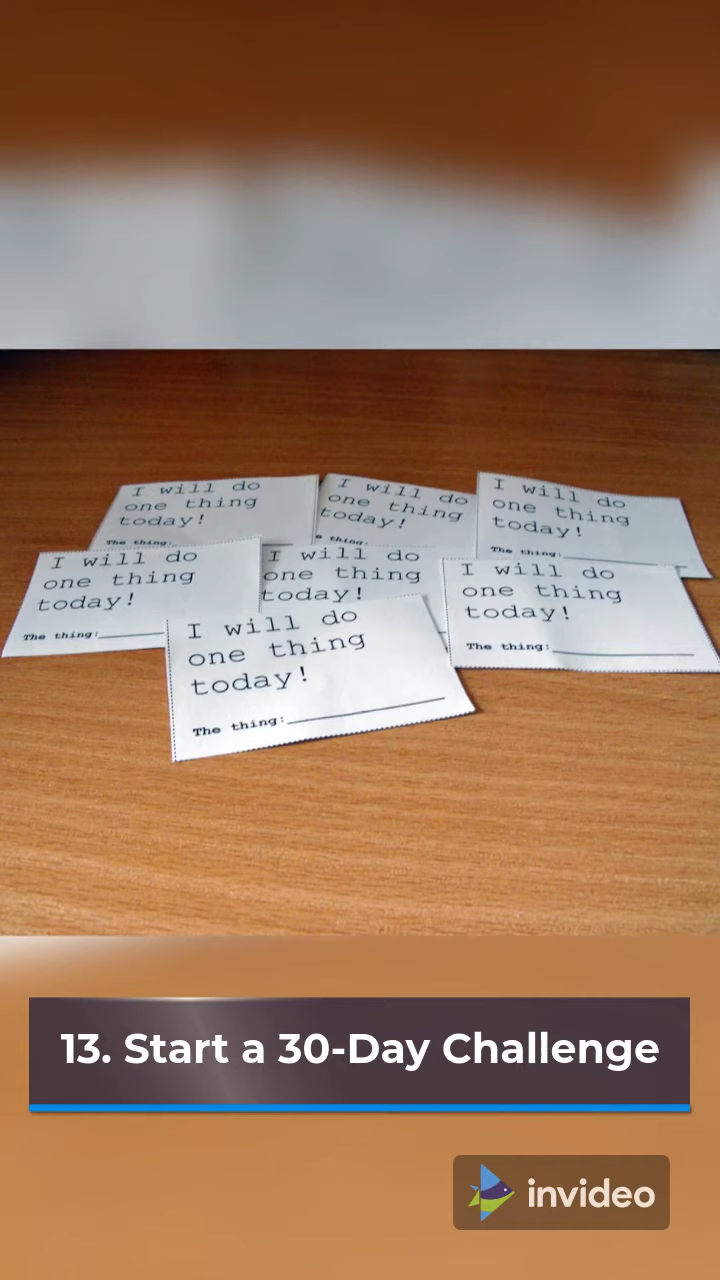 I will do
one thing
today!
The thing:
I will do
one thing
today!
e thing:
I will do
one thing
today!
The thing:
I will do
one thing
today!
The thing:
I will do
one thing
today!
I will do
one thing
today!
The thing:
I will do
one thing
today!
The thing:
13. Start a 30-Day Challenge
invideo